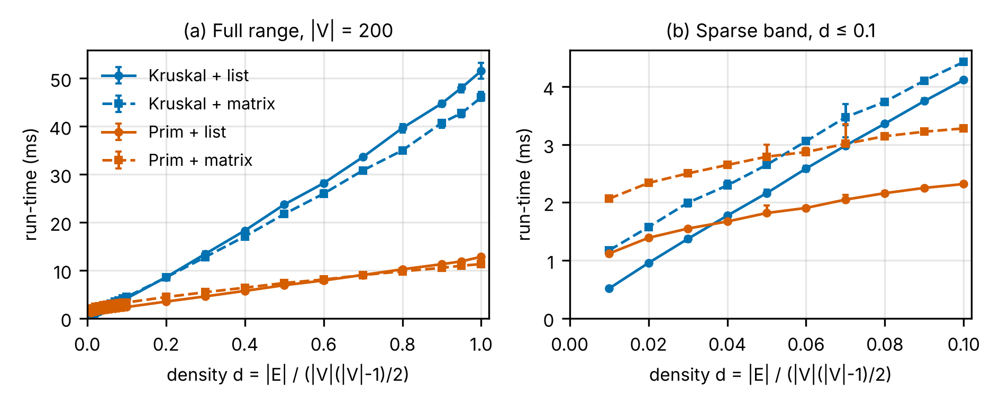 (a) Full range, |V| = 200
50
40
30
20
10
0
run-time (ms)
Kruskal + list
Kruskal + matrix
Prim + list
Prim + matrix
0.0 0.2 0.4 0.6 0.8 1.0
density d = |E| / (|V|(|V|-1)/2)
(b) Sparse band, d ≤ 0.1
4
3
2
1
0
run-time (ms)
0.00 0.02 0.04 0.06 0.08 0.10
density d = |E| / (|V|(|V|-1)/2)